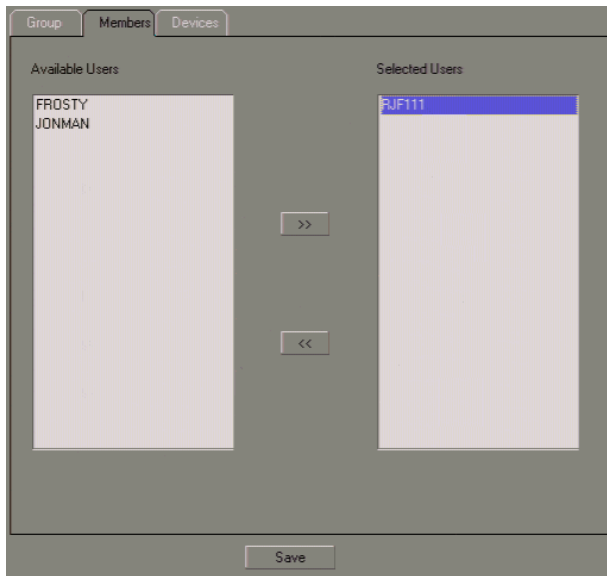 Group Members Devices
Available Users Selected Users
FROSTY RJF111
JONMAN
>>
<<
Save